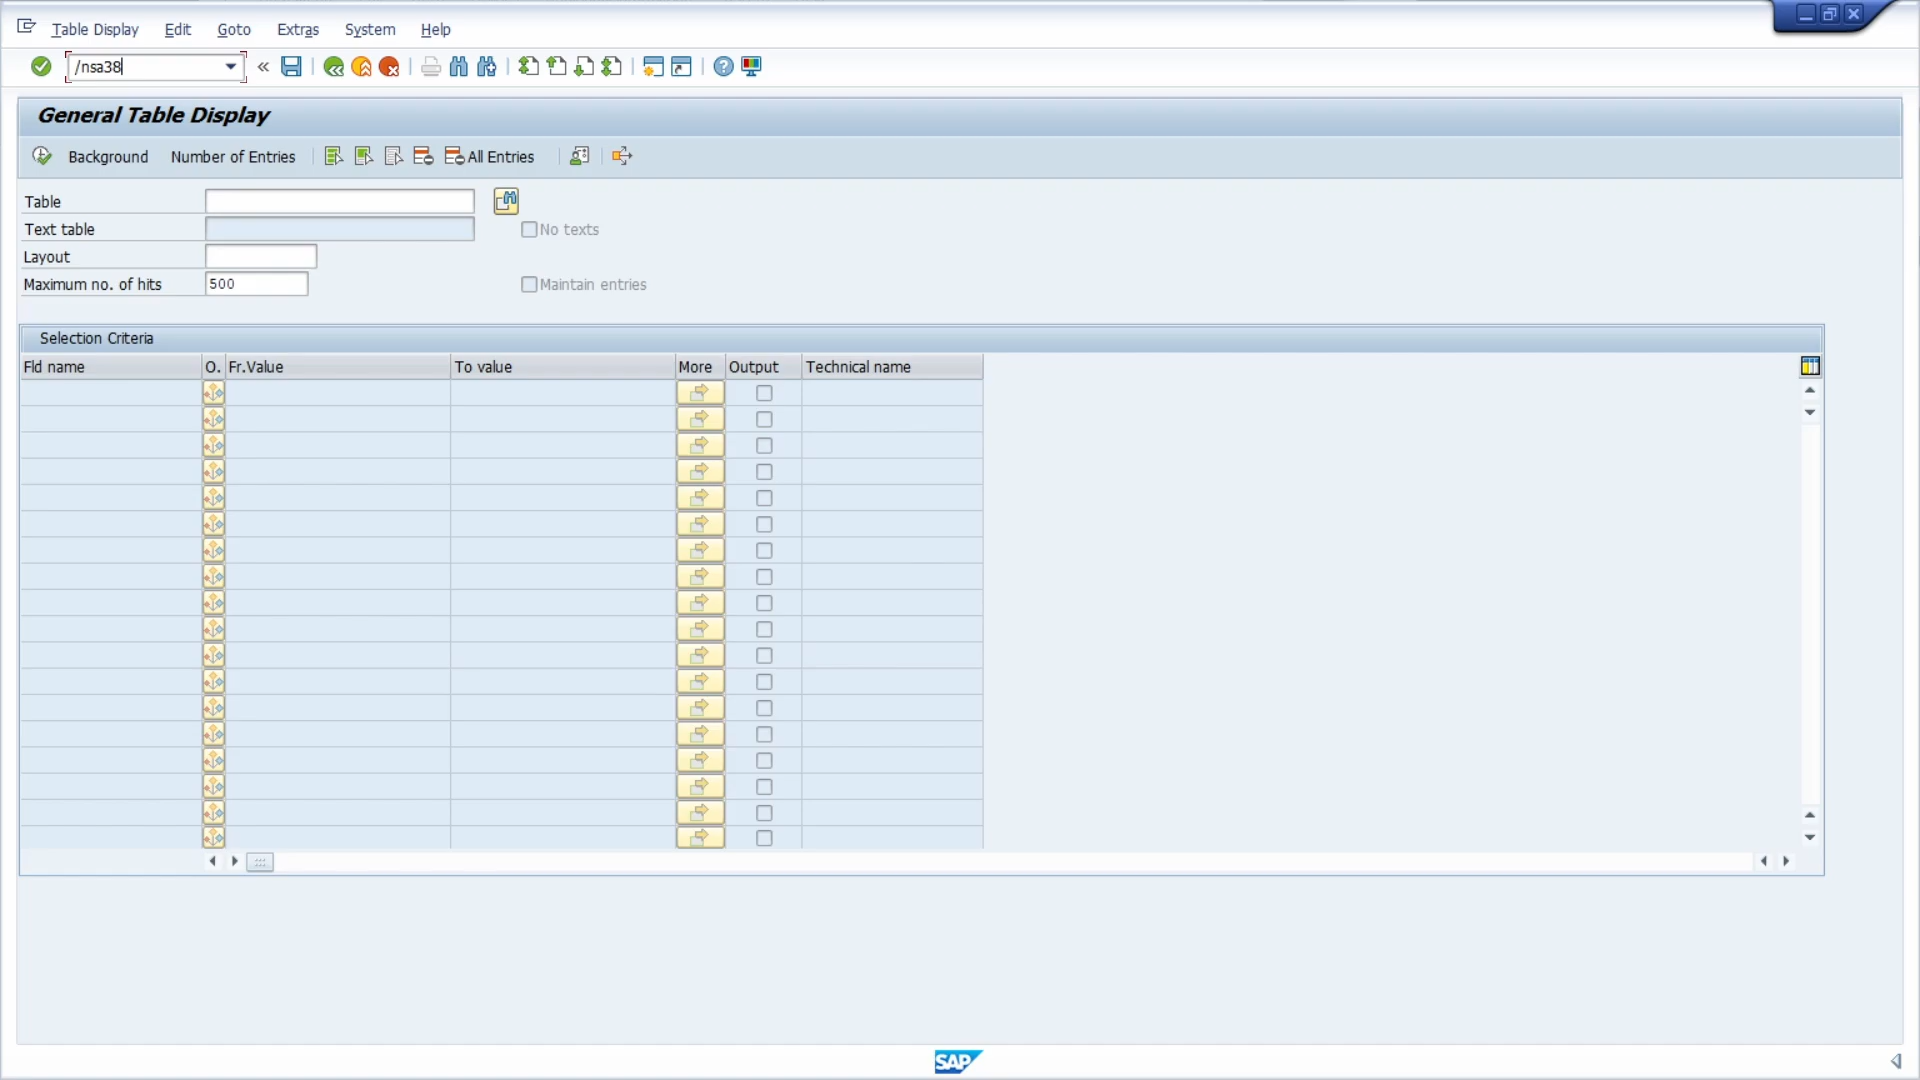 Table Display Edit Goto Extras System Help
/nsa38
General Table Display
Background Number of Entries All Entries
Table
Text table No texts
Layout
Maximum no. of hits 500 Maintain entries
Selection Criteria
Fld name O. Fr.Value To value More Output Technical name
SAP